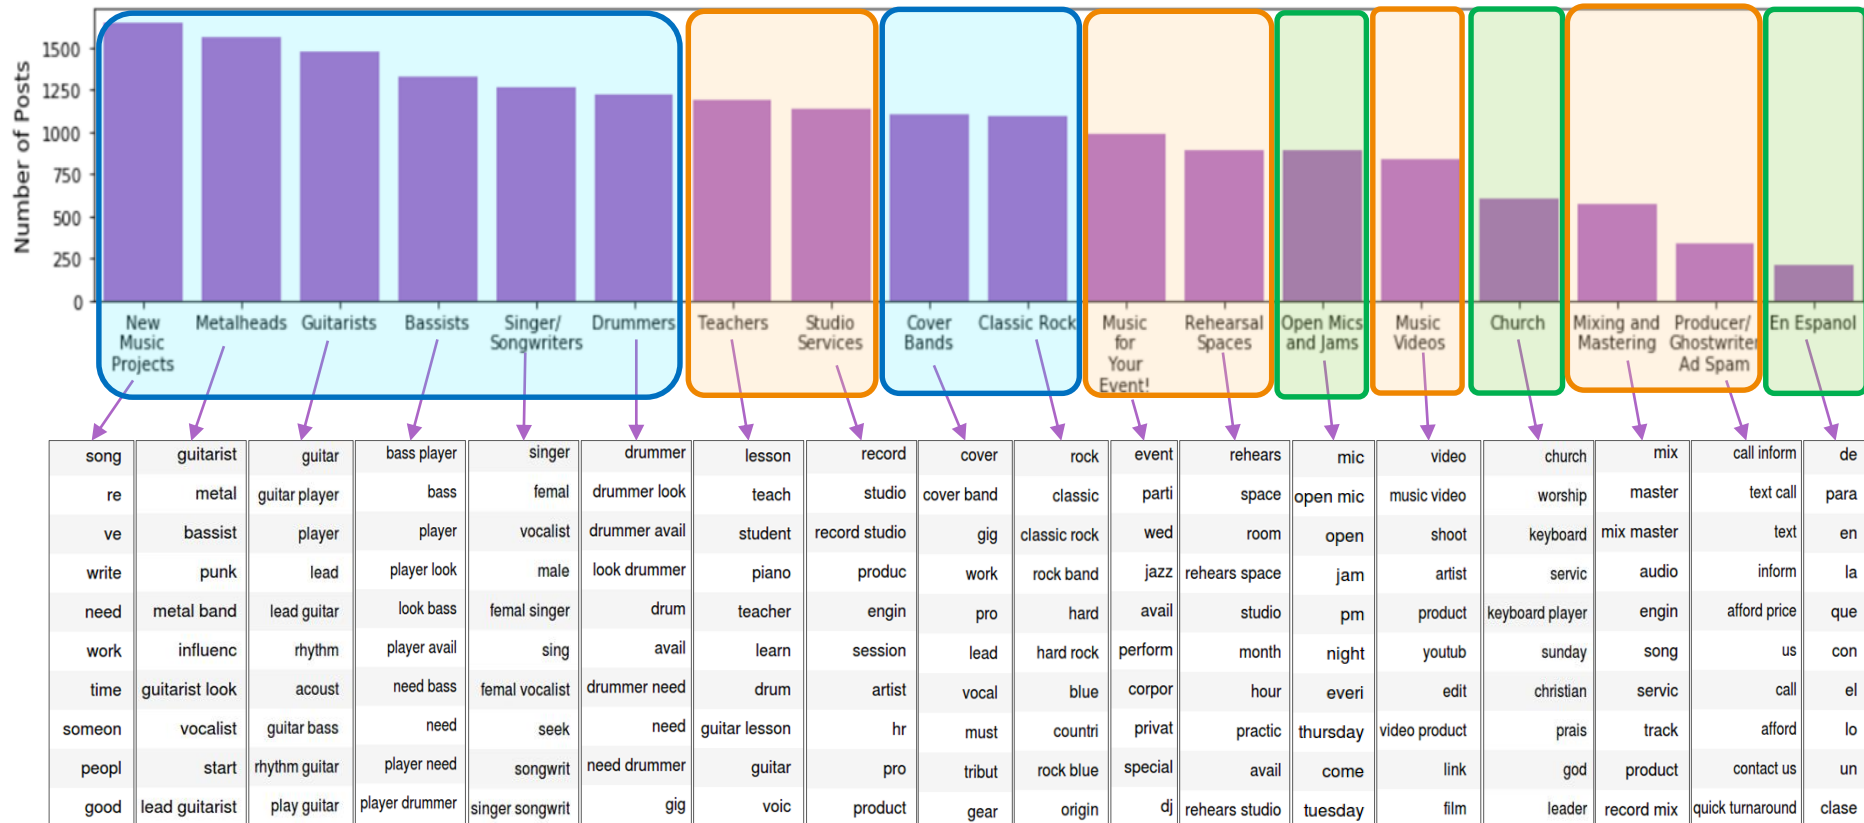 Number of Posts
1500
1250
1000
750
500
250
0
New
Music
Projects
Metalheads
Guitarists
Bassists
Singer/
Songwriters
Drummers
Teachers
Studio
Services
Cover
Bands
Classic Rock
Music
for
Your
Event!
Rehearsal
Spaces
Open Mics
and Jams
Music
Videos
Church
Mixing and
Mastering
Producer/
Ghostwriter
Ad Spam
En Espanol
song guitarist guitar bass player singer drummer lesson record cover rock event rehears mic video church mix call inform de
re metal guitar player bass femal drummer look teach studio cover band classic parti space open mic music video worship master text call para
ve bassist player player vocalist drummer avail student record studio gig classic rock wed room open shoot keyboard mix master text en
write punk lead player look male look drummer piano produc work rock band jazz rehears space jam artist servic audio inform la
need metal band lead guitar look bass femal singer drum teacher engin pro hard avail studio pm product keyboard player engin afford price que
work influenc rhythm player avail sing avail learn session lead hard rock perform month night youtub sunday song us con
time guitarist look acoust need bass femal vocalist drummer need drum artist vocal blue corpor hour everi edit christian servic call el
someon vocalist guitar bass need seek need guitar lesson hr must countri privat practic thursday video product prais track afford lo
peopl start rhythm guitar player need songwrit need drummer guitar pro tribut rock blue special avail come link god product contact us un
good lead guitarist play guitar player drummer singer songwrit gig voic product gear origin dj rehears studio tuesday film leader record mix quick turnaround clase